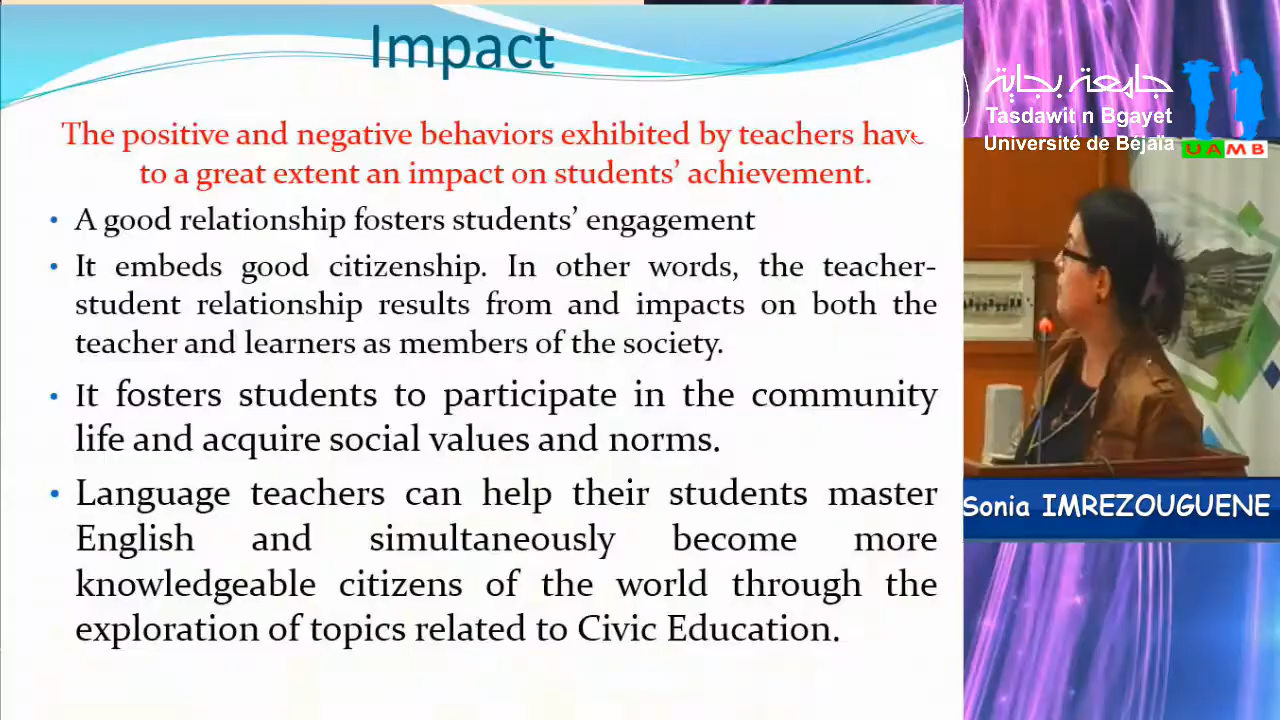 Impact
The positive and negative behaviors exhibited by teachers have
to a great extent an impact on students’ achievement.
• A good relationship fosters students’ engagement
• It embeds good citizenship. In other words, the teacher-
student relationship results from and impacts on both the
teacher and learners as members of the society.
• It fosters students to participate in the community
life and acquire social values and norms.
• Language teachers can help their students master
English and simultaneously become more
knowledgeable citizens of the world through the
exploration of topics related to Civic Education.
جامعة بجاية
Tasdawit n Bgayet
Université de Béjaïa
UAMB
Sonia IMREZOUGUENE